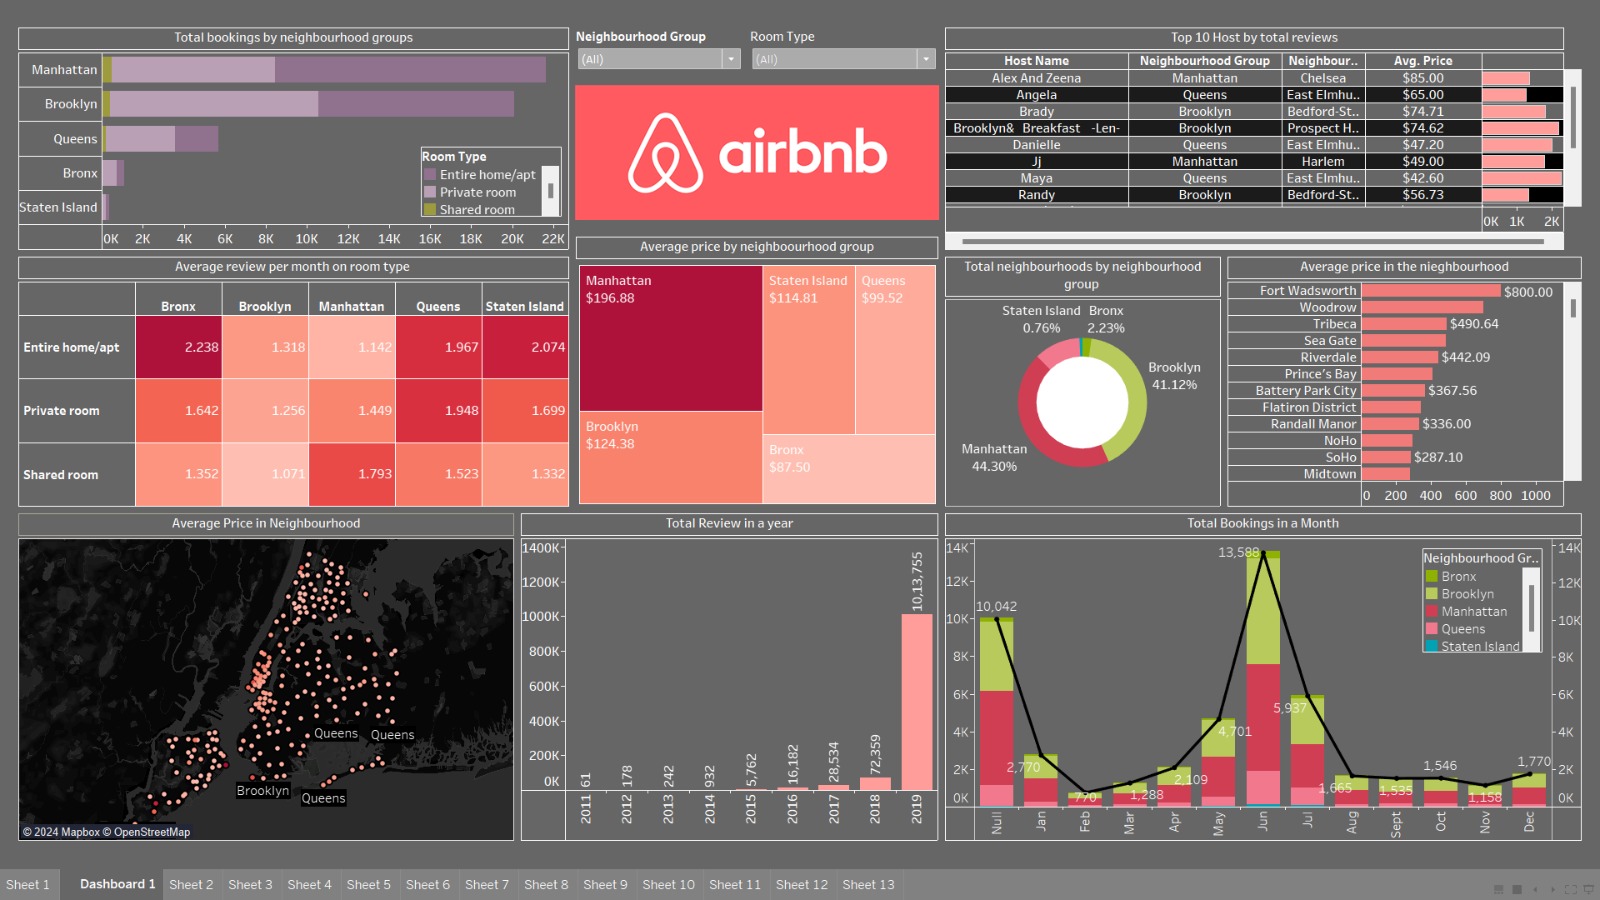 Total bookings by neighbourhood groups
Manhattan
Brooklyn
Queens
Bronx
Staten Island
Room Type
Entire home/apt
Private room
Shared room
0K 2K 4K 6K 8K 10K 12K 14K 16K 18K 20K 22K
Neighbourhood Group
(All)
Room Type
(All)
airbnb
Top 10 Host by total reviews
Host Name Neighbourhood Group Neighbour.. Avg. Price
Alex And Zeena Manhattan Chelsea $85.00
Angela Queens East Elmhu.. $65.00
Brady Brooklyn Bedford-St.. $74.71
Brooklyn& Breakfast -Len- Brooklyn Prospect H.. $74.62
Danielle Queens East Elmhu.. $47.20
Jj Manhattan Harlem $49.00
Maya Queens East Elmhu.. $42.60
Randy Brooklyn Bedford-St.. $56.73
0K 1K 2K
Average review per month on room type
Bronx Brooklyn Manhattan Queens Staten Island
Entire home/apt 2.238 1.318 1.142 1.967 2.074
Private room 1.642 1.256 1.449 1.948 1.699
Shared room 1.352 1.071 1.793 1.523 1.332
Average price by neighboourhood group
Manhattan
$196.88
Staten Island
$114.81
Queens
$99.52
Brooklyn
$124.38
Bronx
$87.50
Total neighbourhoods by neighbourhood
group
Staten Island
0.76%
Bronx
2.23%
Brooklyn
41.12%
Manhattan
44.30%
Average price in the nieghbourhood
Fort Wadsworth $800.00
Woodrow
Tribeca $490.64
Sea Gate
Riverdale $442.09
Prince's Bay
Battery Park City $367.56
Flatiron District
Randall Manor $336.00
NoHo
SoHo $287.10
Midtown
0 200 400 600 800 1000
Average Price in Neighbourhood
Queens
Queens
Brooklyn
Queens
© 2024 Mapbox © OpenStreetMap
Total Review in a year
1400K
1200K
1000K
800K
600K
400K
200K
0K
61 178 242 932 5,762 16,182 28,534 72,359 10,13,755
2011 2012 2013 2014 2015 2016 2017 2018 2019
Total Bookings in a Month
14K
12K
10K
8K
6K
4K
2K
0K
10,042 2,770 770 1,288 2,109 4,701 13,588 5,937 1,665 1,535 1,546 1,158 1,770
Null Jan Feb Mar Apr May Jun Jul Aug Sept Oct Nov Dec
Neighbourhood Gr..
Bronx
Brooklyn
Manhattan
Queens
Staten Island
14K
12K
10K
8K
6K
4K
2K
0K
Sheet 1 Dashboard 1 Sheet 2 Sheet 3 Sheet 4 Sheet 5 Sheet 6 Sheet 7 Sheet 8 Sheet 9 Sheet 10 Sheet 11 Sheet 12 Sheet 13